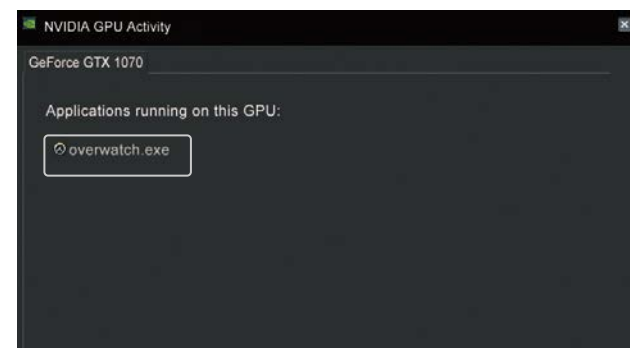 NVIDIA GPU Activity
GeForce GTX 1070
Applications running on this GPU:
overwatch.exe